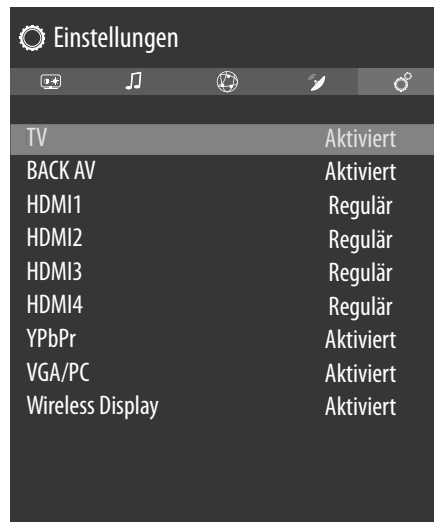 Einstellungen
TV Aktiviert
BACK AV Aktiviert
HDMI1 Regulär
HDMI2 Regulär
HDMI3 Regulär
HDMI4 Regulär
YPbPr Aktiviert
VGA/PC Aktiviert
Wireless Display Aktiviert